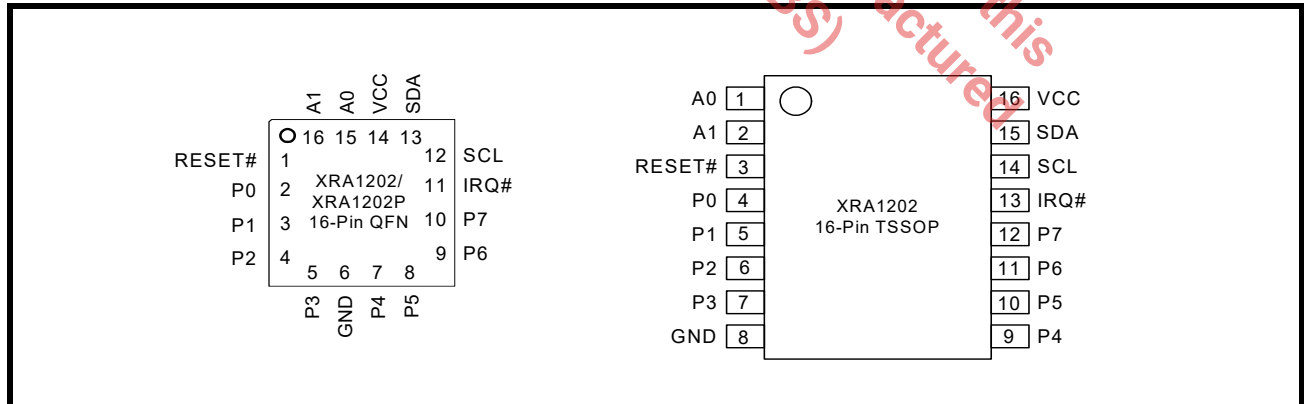 this
actured
OBS)
A1 A0 VCC SDA
16 15 14 13
RESET# 1
12 SCL
P0 2
XRA1202/
XRA1202P
16-Pin QFN
11 IRQ#
P1 3
10 P7
P2 4
9 P6
5 6 7 8
P3 GND P4 P5
A0 1
A1 2
RESET# 3
P0 4
P1 5
P2 6
P3 7
GND 8
XRA1202
16-Pin TSSOP
16 VCC
15 SDA
14 SCL
13 IRQ#
12 P7
11 P6
10 P5
9 P4